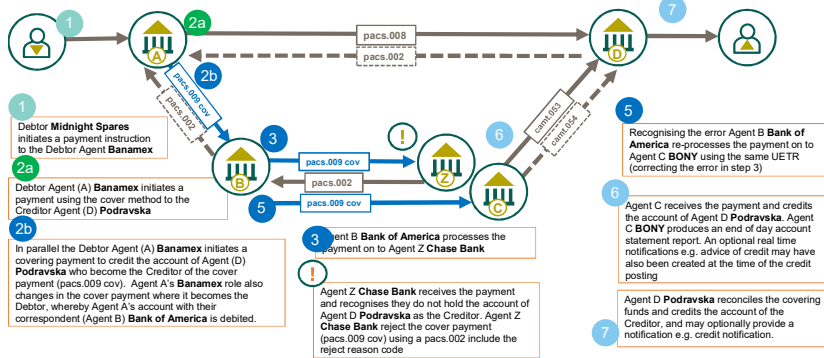 1
2a
7
pacs.008
pacs.002
A
D
2b
pacs.009 cov
pacs.002
camt.053
camt.054
3
!
6
pacs.009 cov
B
Z
pacs.002
5
pacs.009 cov
C
1
Debtor Midnight Spares
initiates a payment instruction
to the Debtor Agent Banamex
2a
Debtor Agent (A) Banamex initiates a
payment using the cover method to the
Creditor Agent (D) Podravska
2b
In parallel the Debtor Agent (A) Banamex initiates a
covering payment to credit the account of Agent (D)
Podravska who become the Creditor of the cover
payment (pacs.009 cov).  Agent A's Banamex role also
changes in the cover payment where it becomes the
Debtor, whereby Agent A's account with their
correspondent (Agent B) Bank of America is debited.
3
Agent B Bank of America processes the
payment on to Agent Z Chase Bank
!
Agent Z Chase Bank receives the payment
and recognises they do not hold the account of
Agent D Podravska as the Creditor. Agent Z
Chase Bank reject the cover payment
(pacs.009 cov) using a pacs.002 include the
reject reason code
5
Recognising the error Agent B Bank of
America re-processes the payment on to
Agent C BONY using the same UETR
(correcting the error in step 3)
6
Agent C receives the payment and credits
the account of Agent D Podravska. Agent
C BONY produces an end of day account
statement report. An optional real time
notifications e.g. advice of credit may have
also been created at the time of the credit
posting
Agent D Podravska reconciles the covering
funds and credits the account of the
Creditor, and may optionally provide a
notification e.g. credit notification.
7